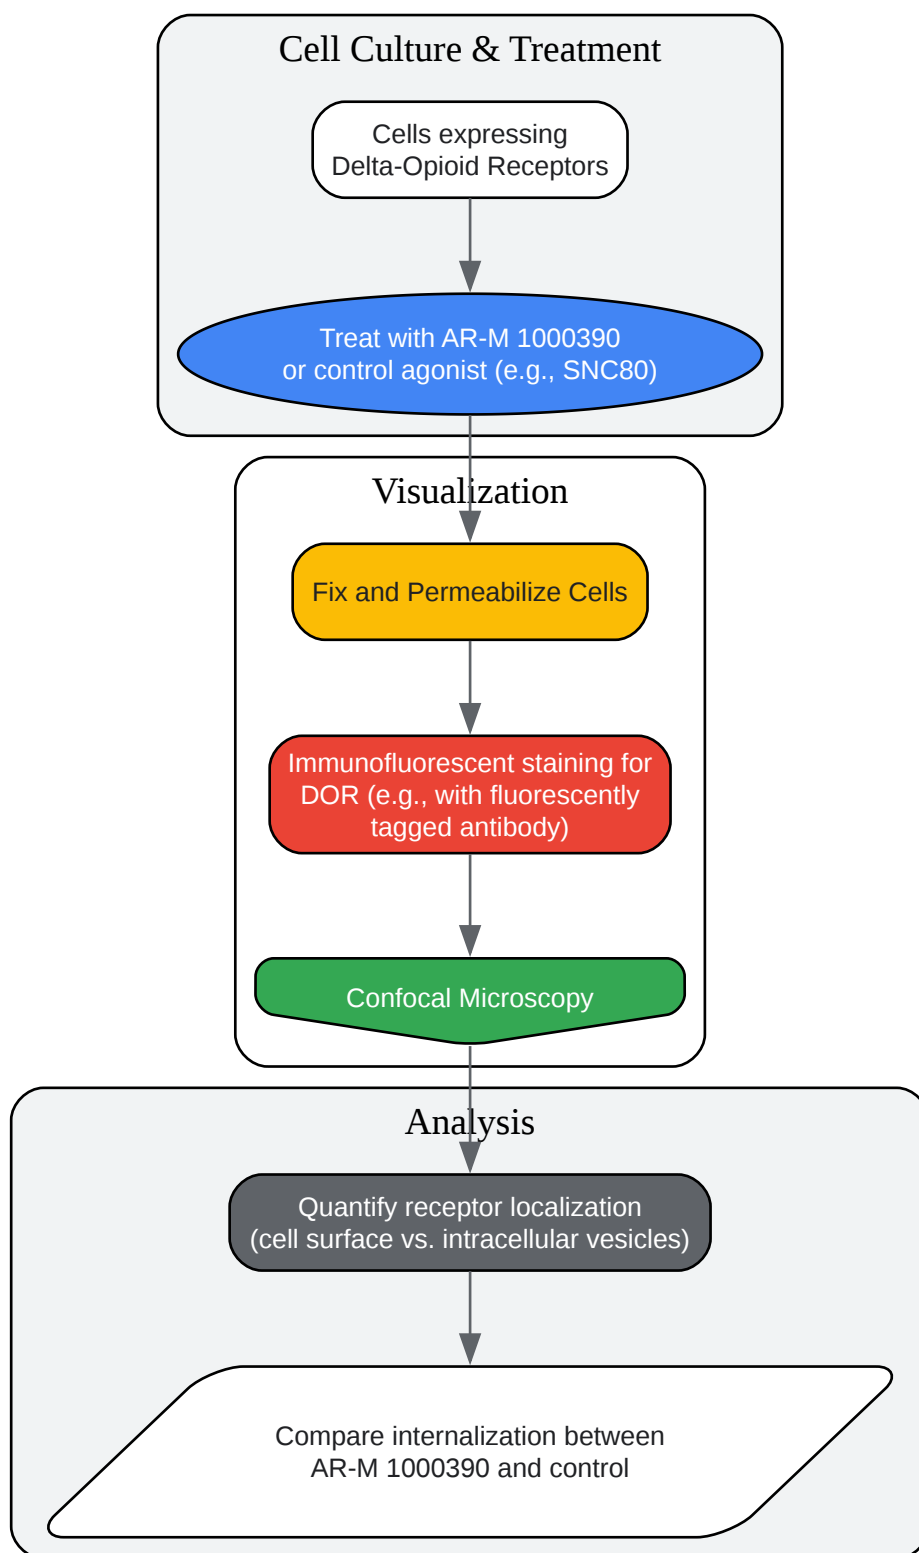 Cell Culture & Treatment
Cells expressing
Delta-Opioid Receptors
Treat with AR-M 1000390
or control agonist (e.g., SNC80)
Visualization
Fix and Permeabilize Cells
Immunofluorescent staining for
DOR (e.g., with fluorescently
tagged antibody)
Confocal Microscopy
Analysis
Quantify receptor localization
(cell surface vs. intracellular vesicles)
Compare internalization between
AR-M 1000390 and control